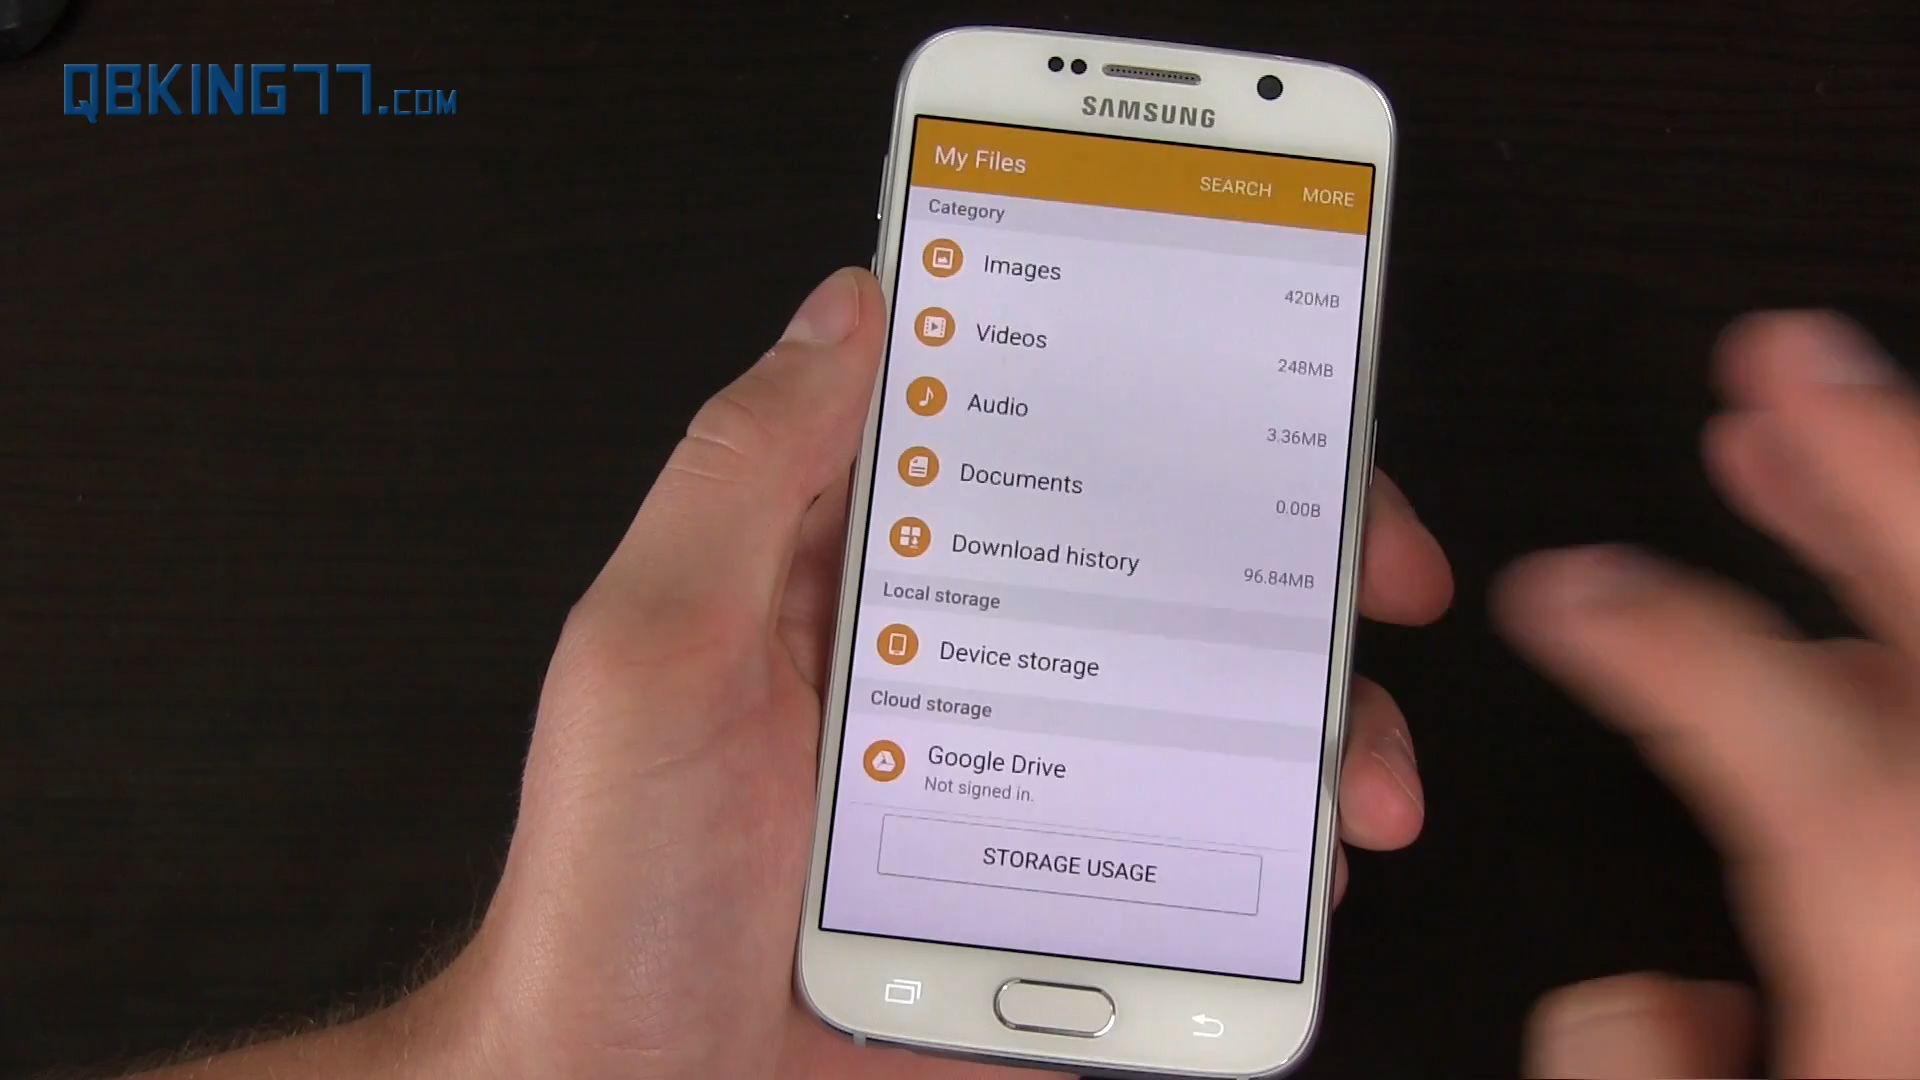 QBKING77.COM
SAMSUNG
My Files
SEARCH MORE
Category
Images
420MB
Videos
248MB
Audio
3.36MB
Documents
0.00B
Download history
96.84MB
Local storage
Device storage
Cloud storage
Google Drive
Not signed in.
STORAGE USAGE